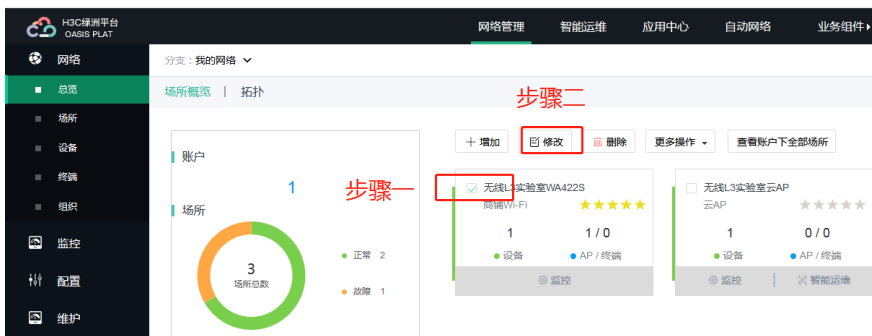 H3C绿洲平台
OASIS PLAT
网络管理 智能运维 应用中心 自动网络 业务组件
网络
总览
场所
设备
终端
组织
监控
配置
维护
分支：我的网络
场所概览 | 拓扑
步骤二
增加 修改 删除 更多操作 查看账户下全部场所
账户
1
步骤一
场所
3
场所总数
正常 2
故障 1
无线L3实验室WA422S
商铺Wi-Fi
1 1 / 0
设备 AP / 终端
监控
无线L3实验室云AP
云AP
1 0 / 0
设备 AP / 终端
监控 | 智能运维